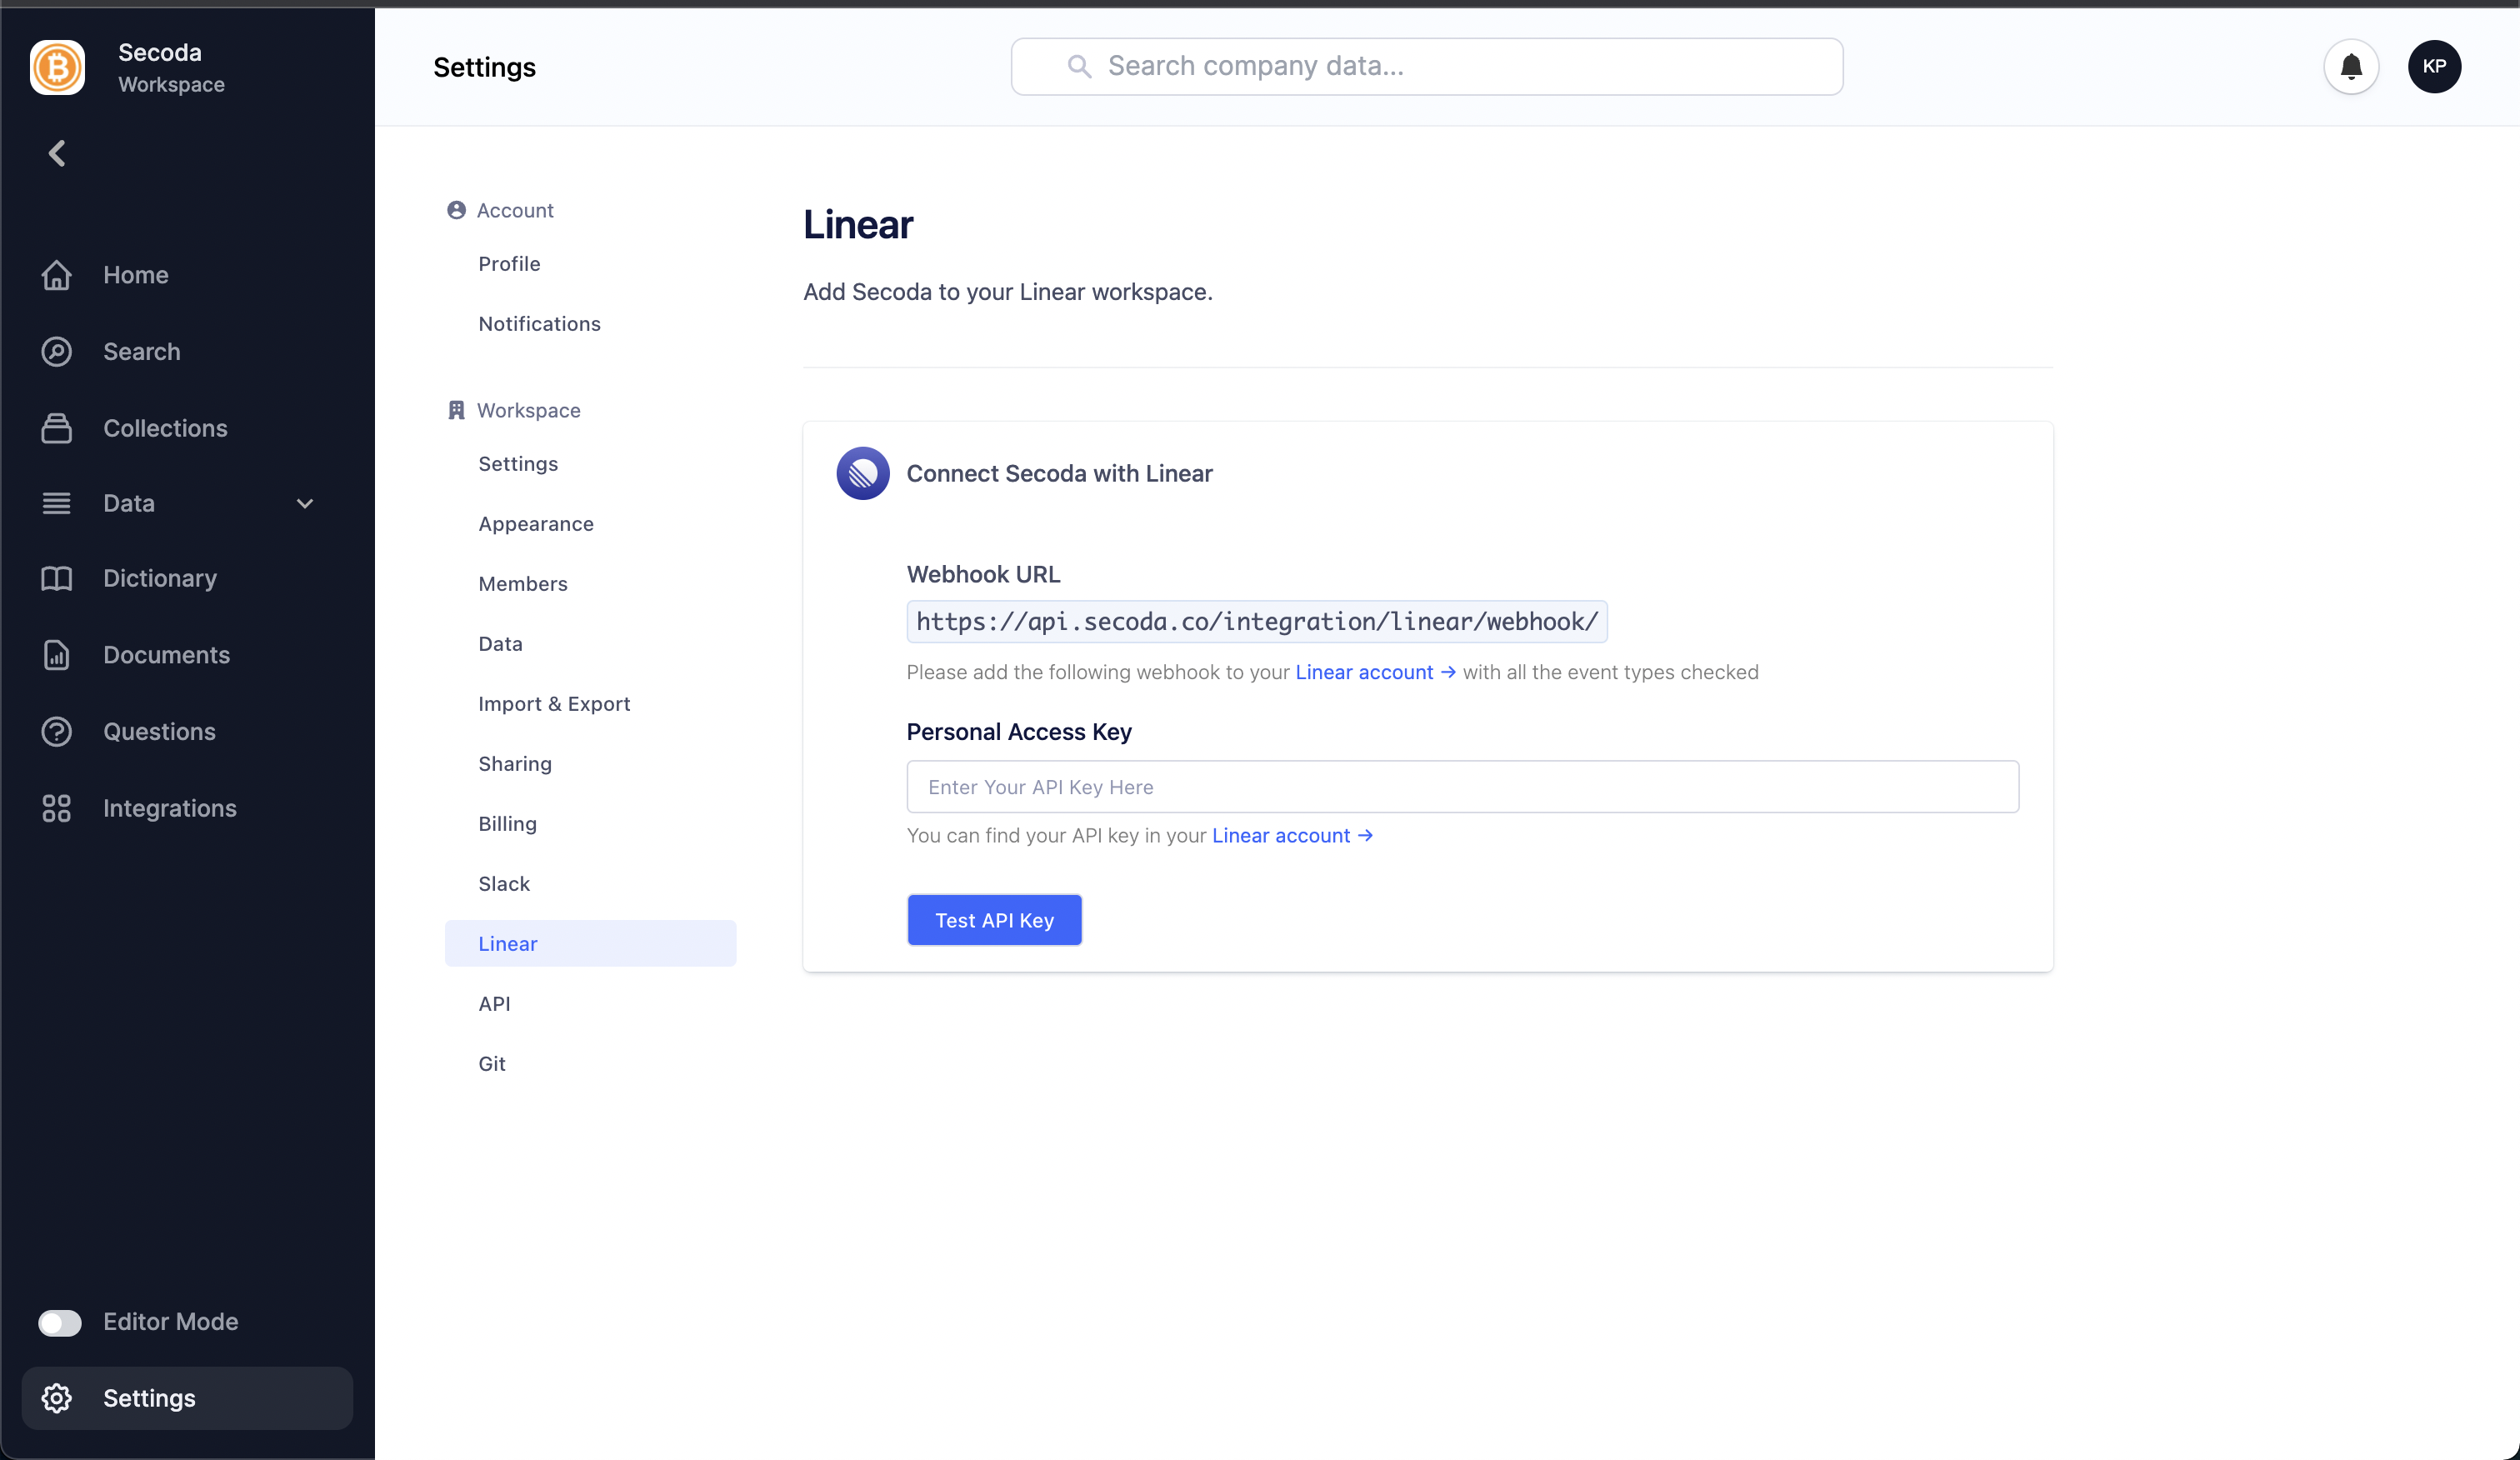 Secoda
Workspace
Home
Search
Collections
Data
Dictionary
Documents
Questions
Integrations
Editor Mode
Settings
Settings
Search company data...
KP
Account
Profile
Notifications
Workspace
Settings
Appearance
Members
Data
Import & Export
Sharing
Billing
Slack
Linear
API
Git
Linear
Add Secoda to your Linear workspace.
Connect Secoda with Linear
Webhook URL
https://api.secoda.co/integration/linear/webhook/
Please add the following webhook to your Linear account → with all the event types checked
Personal Access Key
Enter Your API Key Here
You can find your API key in your Linear account →
Test API Key